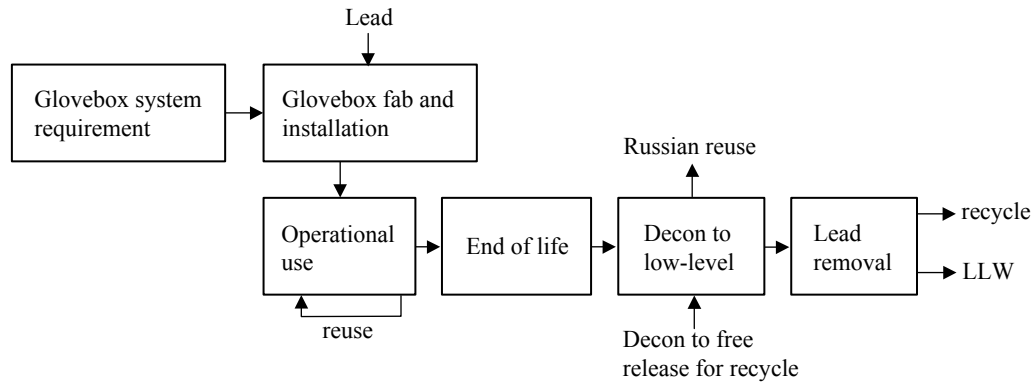 Lead
Glovebox system
requirement
Glovebox fab and
installation
Russian reuse
Operational
use
End of life
Decon to
low-level
Lead
removal
recycle
LLW
reuse
Decon to free
release for recycle